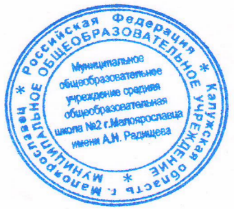 * Российская Федерация * Калужская область г. Малоярославец
МУНИЦИПАЛЬНОЕ ОБЩЕОБРАЗОВАТЕЛЬНОЕ УЧРЕЖДЕНИЕ *
Муниципальное
общеобразовательное
учреждение средняя
общеобразовательная
школа №2 г.Малоярославца
имени А.Н. Радищева